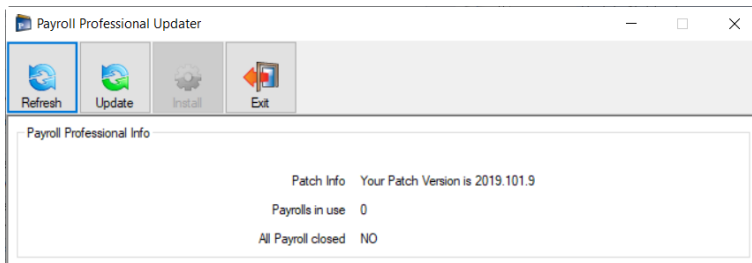 Payroll Professional Updater
Refresh Update Install Exit
Payroll Professional Info
Patch Info Your Patch Version is 2019.101.9
Payrolls in use 0
All Payroll closed NO